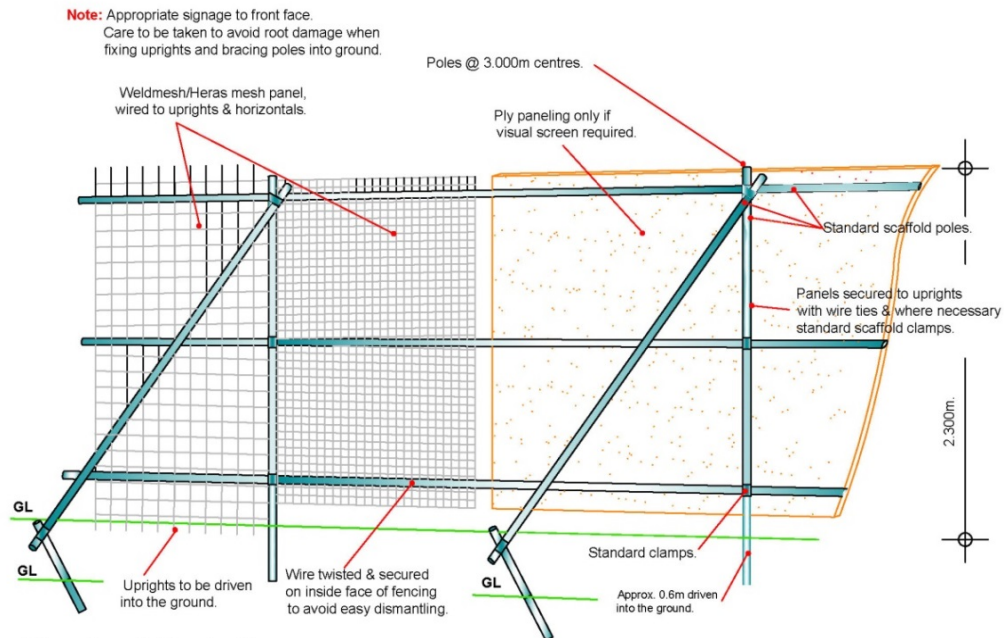 Note: Appropriate signage to front face.
Care to be taken to avoid root damage when
fixing uprights and bracing poles into ground.
Poles @ 3.000m centres.
Weldmesh/Heras mesh panel,
wired to uprights & horizontals.
Ply paneling only if
visual screen required.
Standard scaffold poles.
Panels secured to uprights
with wire ties & where necessary
standard scaffold clamps.
2.300m.
GL
GL
GL
Standard clamps.
Uprights to be driven
into the ground.
Wire twisted & secured
on inside face of fencing
to avoid easy dismantling.
Approx. 0.6m driven
into the ground.